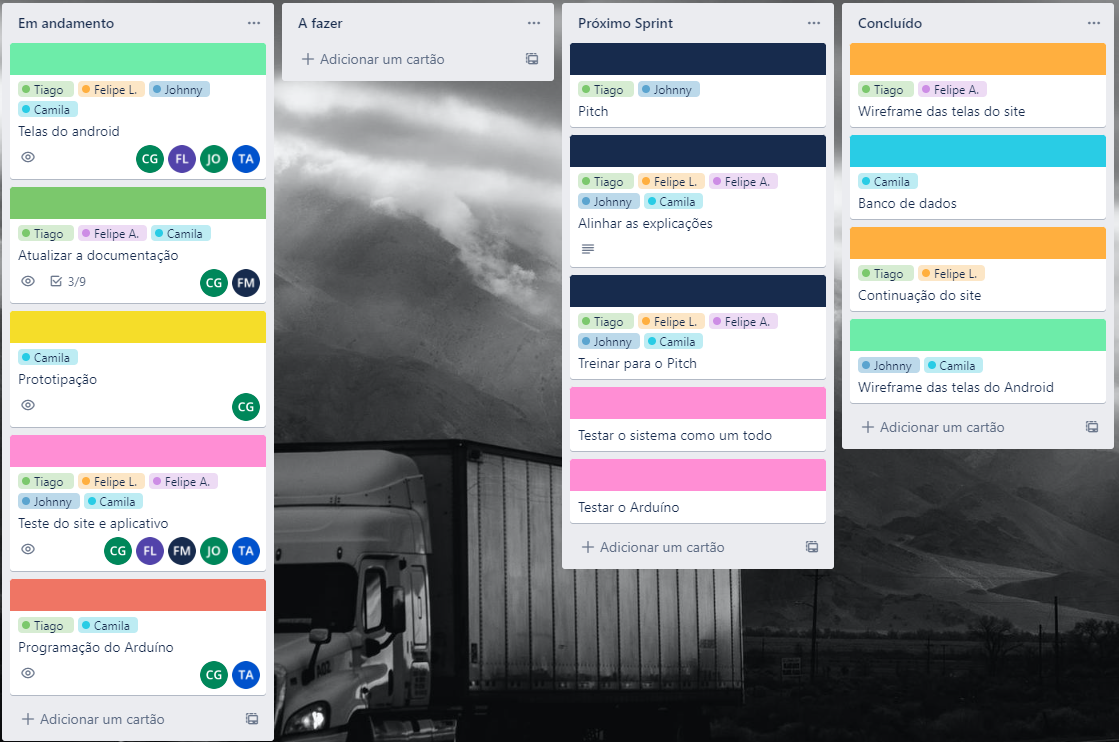 Em andamento
Tiago Felipe L. Johnny
Camila
Telas do android
CG FL JO TA
Tiago Felipe A. Camila
Atualizar a documentação
3/9 CG FM
Camila
Prototipação
CG
Tiago Felipe L. Felipe A.
Johnny Camila
Teste do site e aplicativo
CG FL FM JO TA
Tiago Camila
Programação do Arduíno
CG TA
Adicionar um cartão
A fazer
Adicionar um cartão
Próximo Sprint
Tiago Johnny
Pitch
Tiago Felipe L. Felipe A.
Johnny Camila
Alinhar as explicações
Tiago Felipe L. Felipe A.
Johnny Camila
Treinar para o Pitch
Testar o sistema como um todo
Testar o Arduíno
Adicionar um cartão
Concluído
Tiago Felipe A.
Wireframe das telas do site
Camila
Banco de dados
Tiago Felipe L.
Continuação do site
Johnny Camila
Wireframe das telas do Android
Adicionar um cartão